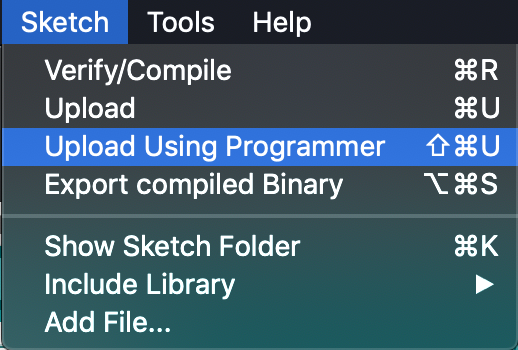 Sketch Tools Help
Verify/Compile ⌘R
Upload ⌘U
Upload Using Programmer ⇧⌘U
Export compiled Binary ⌥⌘S
Show Sketch Folder ⌘K
Include Library ▶
Add File...